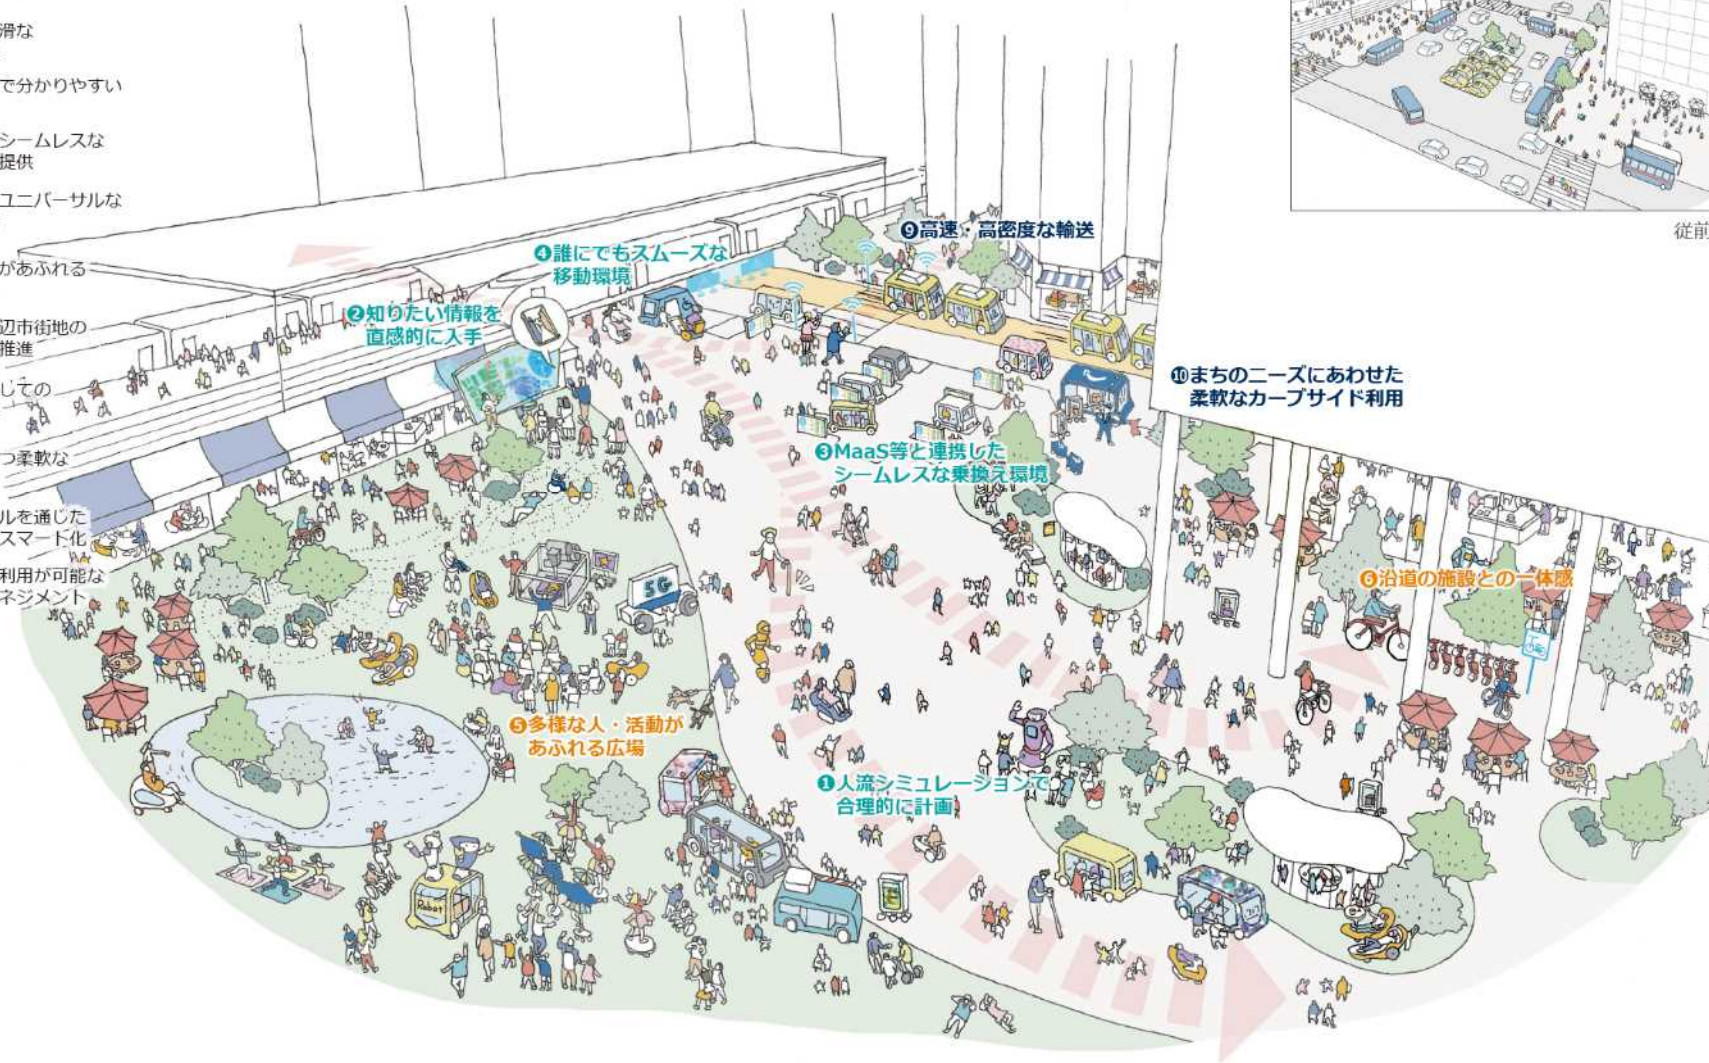 滑な
で分かりやすい
シームレスな
提供
ユニバーサルな
があふれる
辺市街地の
推進
じての
つ柔軟な
ルを通じた
スマート化
利用が可能な
ネジメント
従前
❾高速・高密度な輸送
❹誰にでもスムーズな
移動環境
❷知りたい情報を
直感的に入手
❿まちのニーズにあわせた
柔軟なカーブサイド利用
❸MaaS等と連携した
シームレスな乗換え環境
❻沿道の施設との一体感
5G
❺多様な人・活動が
あふれる広場
❶人流シミュレーションで
合理的に計画
Robot